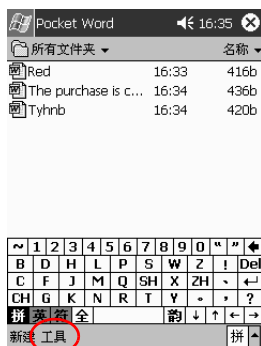 Pocket Word 16:35
所有文件夹 名称
Red 16:33 416b
The purchase is c... 16:34 436b
Tyhnb 16:34 420b
~ 1 2 3 4 5 6 7 8 9 0 “ ”
B D H L P S W Z ! Del
C F J M Q SH X ZH 、
CH G K N R T Y 。 , ?
拼 英 符 全 韵 ↓ ↑ ← →
新建 工具 拼